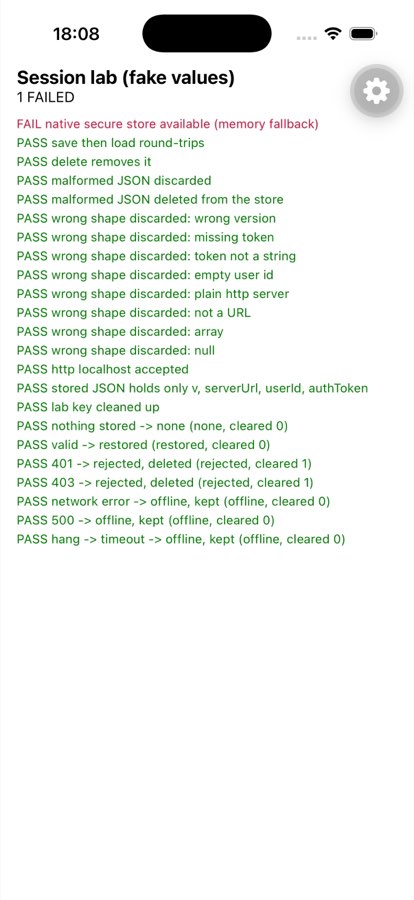 18:08
Session lab (fake values)
1 FAILED
FAIL native secure store available (memory fallback)
PASS save then load round-trips
PASS delete removes it
PASS malformed JSON discarded
PASS malformed JSON deleted from the store
PASS wrong shape discarded: wrong version
PASS wrong shape discarded: missing token
PASS wrong shape discarded: token not a string
PASS wrong shape discarded: empty user id
PASS wrong shape discarded: plain http server
PASS wrong shape discarded: not a URL
PASS wrong shape discarded: array
PASS wrong shape discarded: null
PASS http localhost accepted
PASS stored JSON holds only v, serverUrl, userId, authToken
PASS lab key cleaned up
PASS nothing stored -> none (none, cleared 0)
PASS valid -> restored (restored, cleared 0)
PASS 401 -> rejected, deleted (rejected, cleared 1)
PASS 403 -> rejected, deleted (rejected, cleared 1)
PASS network error -> offline, kept (offline, cleared 0)
PASS 500 -> offline, kept (offline, cleared 0)
PASS hang -> timeout -> offline, kept (offline, cleared 0)